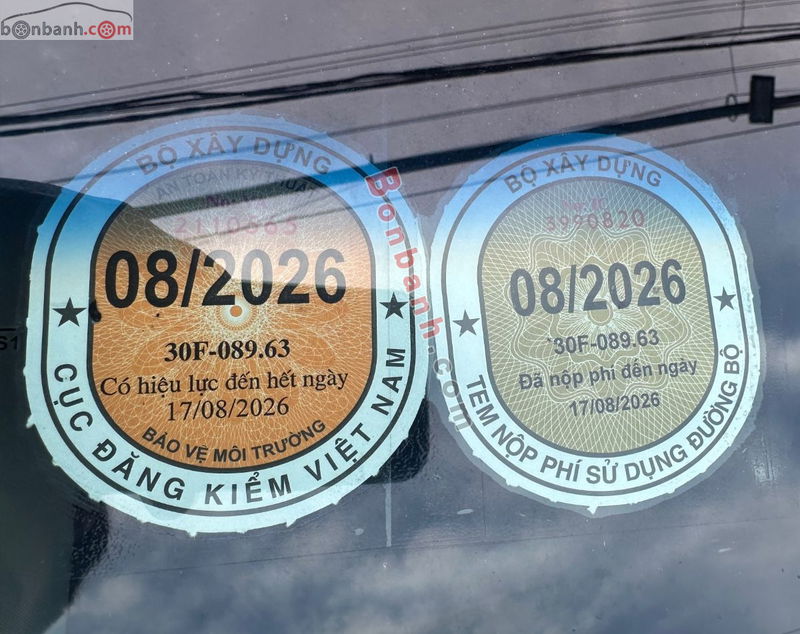 bonbanh.com
BỘ XÂY DỰNG
AN TOÀN KỸ THUẬT
2110565
08/2026
30F-089.63
Có hiệu lực đến hết ngày
17/08/2026
BẢO VỆ MÔI TRƯỜNG
CỤC ĐĂNG KIỂM VIỆT NAM
Bonbanh.com
BỘ XÂY DỰNG
3990820
08/2026
*30F-089.63
Đã nộp phí đến ngày
17/08/2026
TEM NỘP PHÍ SỬ DỤNG ĐƯỜNG BỘ